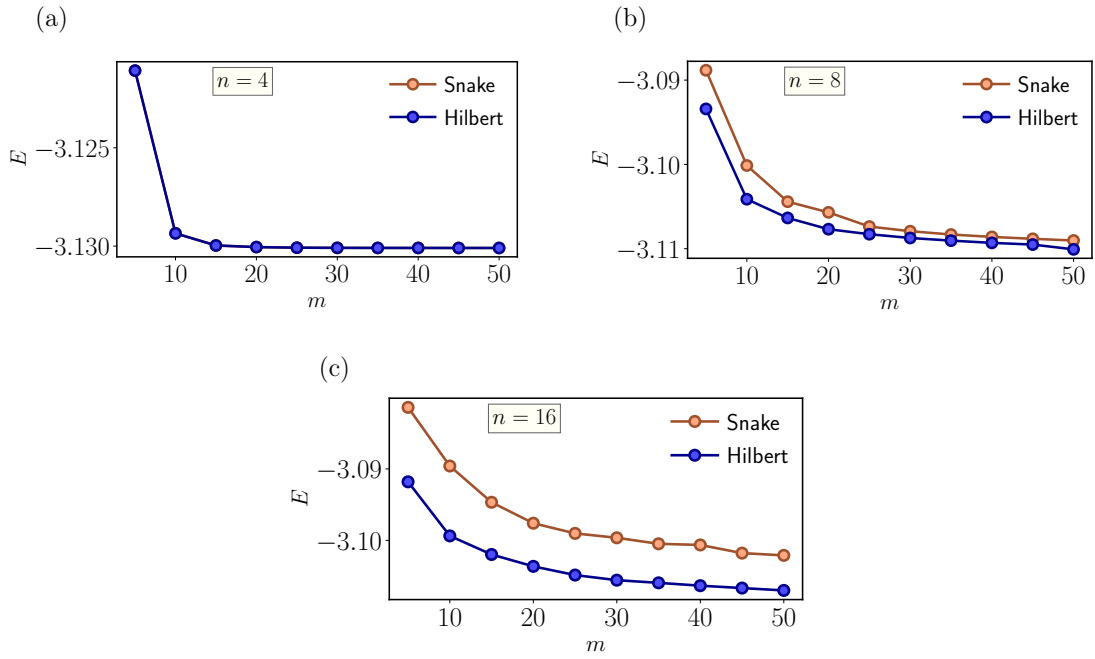 (a)
n = 4
Snake
Hilbert
E
−3.125
−3.130
10 20 30 40 50
m
(b)
n = 8
Snake
Hilbert
E
−3.09
−3.10
−3.11
10 20 30 40 50
m
(c)
n = 16
Snake
Hilbert
E
−3.09
−3.10
10 20 30 40 50
m